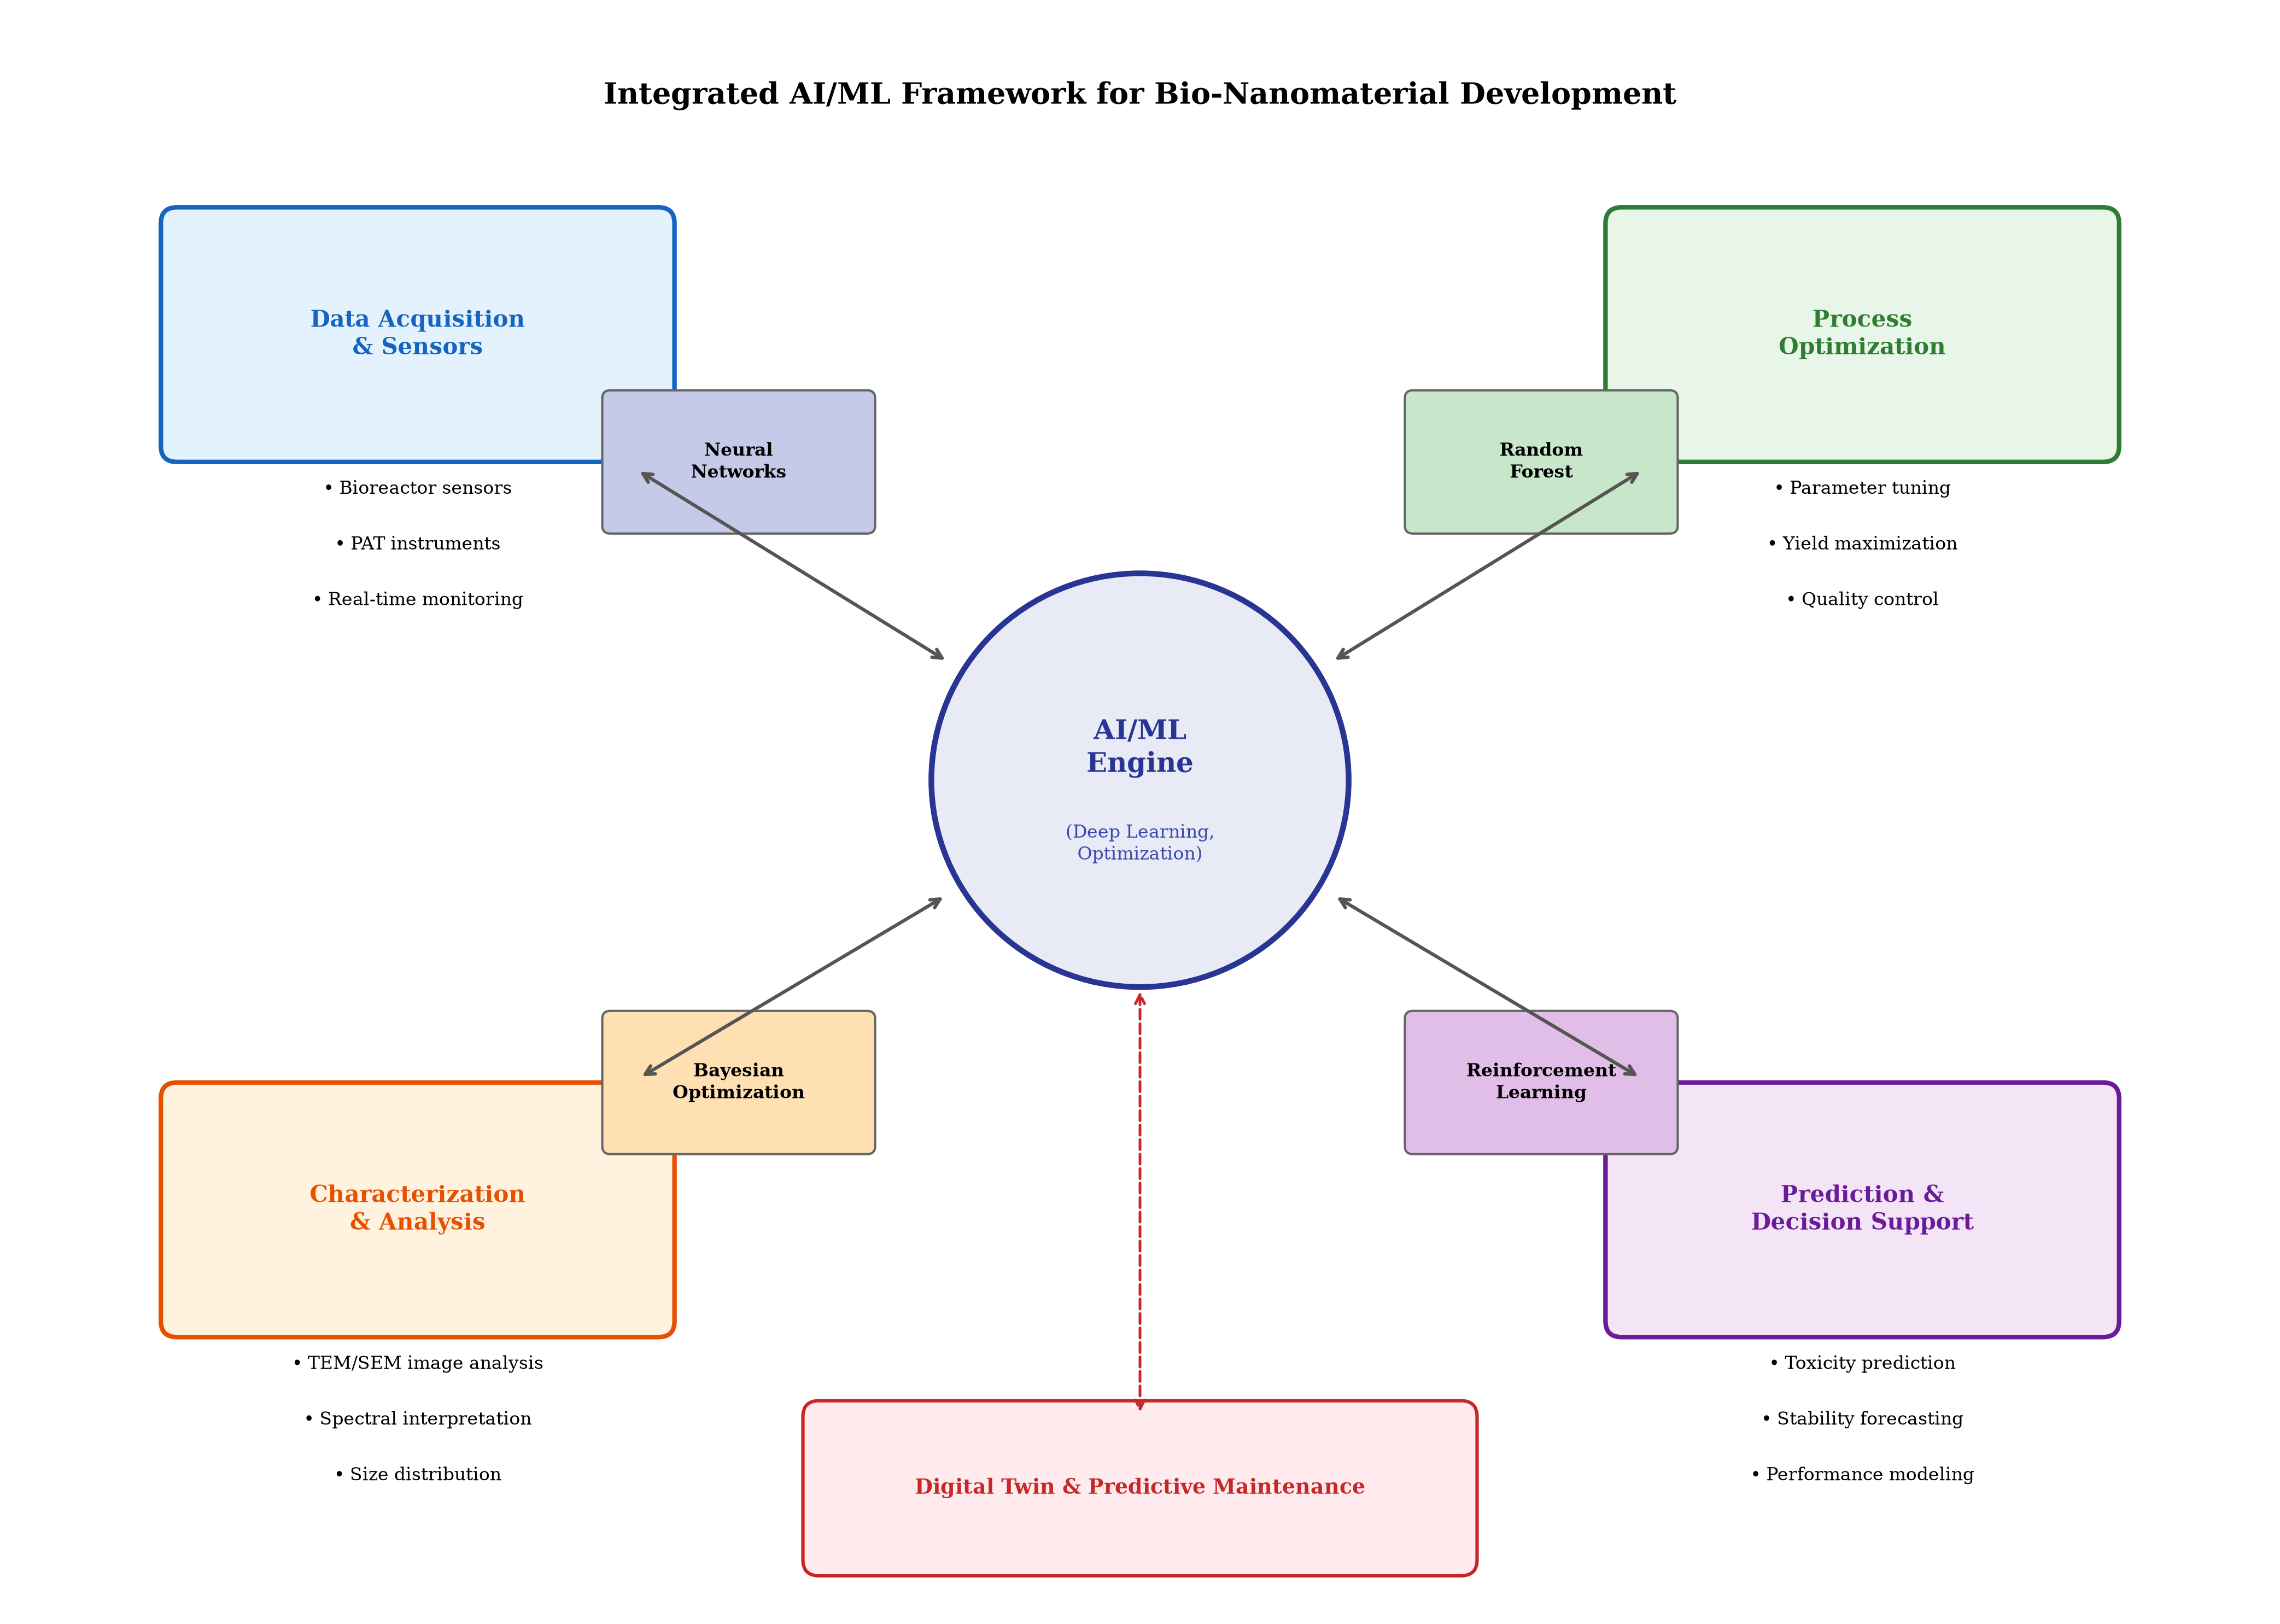 Integrated AI/ML Framework for Bio-Nanomaterial Development
Data Acquisition
& Sensors
• Bioreactor sensors
• PAT instruments
• Real-time monitoring
Neural
Networks
Process
Optimization
• Parameter tuning
• Yield maximization
• Quality control
Random
Forest
AI/ML
Engine
(Deep Learning,
Optimization)
Bayesian
Optimization
Characterization
& Analysis
• TEM/SEM image analysis
• Spectral interpretation
• Size distribution
Reinforcement
Learning
Prediction &
Decision Support
• Toxicity prediction
• Stability forecasting
• Performance modeling
Digital Twin & Predictive Maintenance